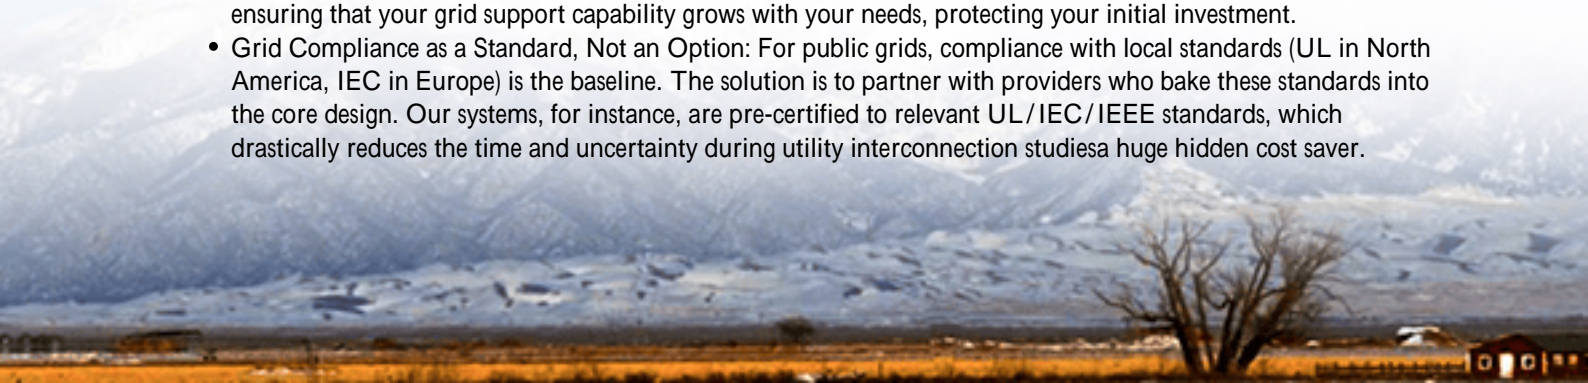 ensuring that your grid support capability grows with your needs, protecting your initial investment.
• Grid Compliance as a Standard, Not an Option: For public grids, compliance with local standards (UL in North
America, IEC in Europe) is the baseline. The solution is to partner with providers who bake these standards into
the core design. Our systems, for instance, are pre-certified to relevant UL/IEC/IEEE standards, which
drastically reduces the time and uncertainty during utility interconnection studiesa huge hidden cost saver.